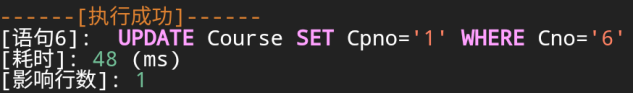 ------[执行成功]------
[语句6]: UPDATE Course SET Cpno='1' WHERE Cno='6'
[耗时]: 48 (ms)
[影响行数]: 1